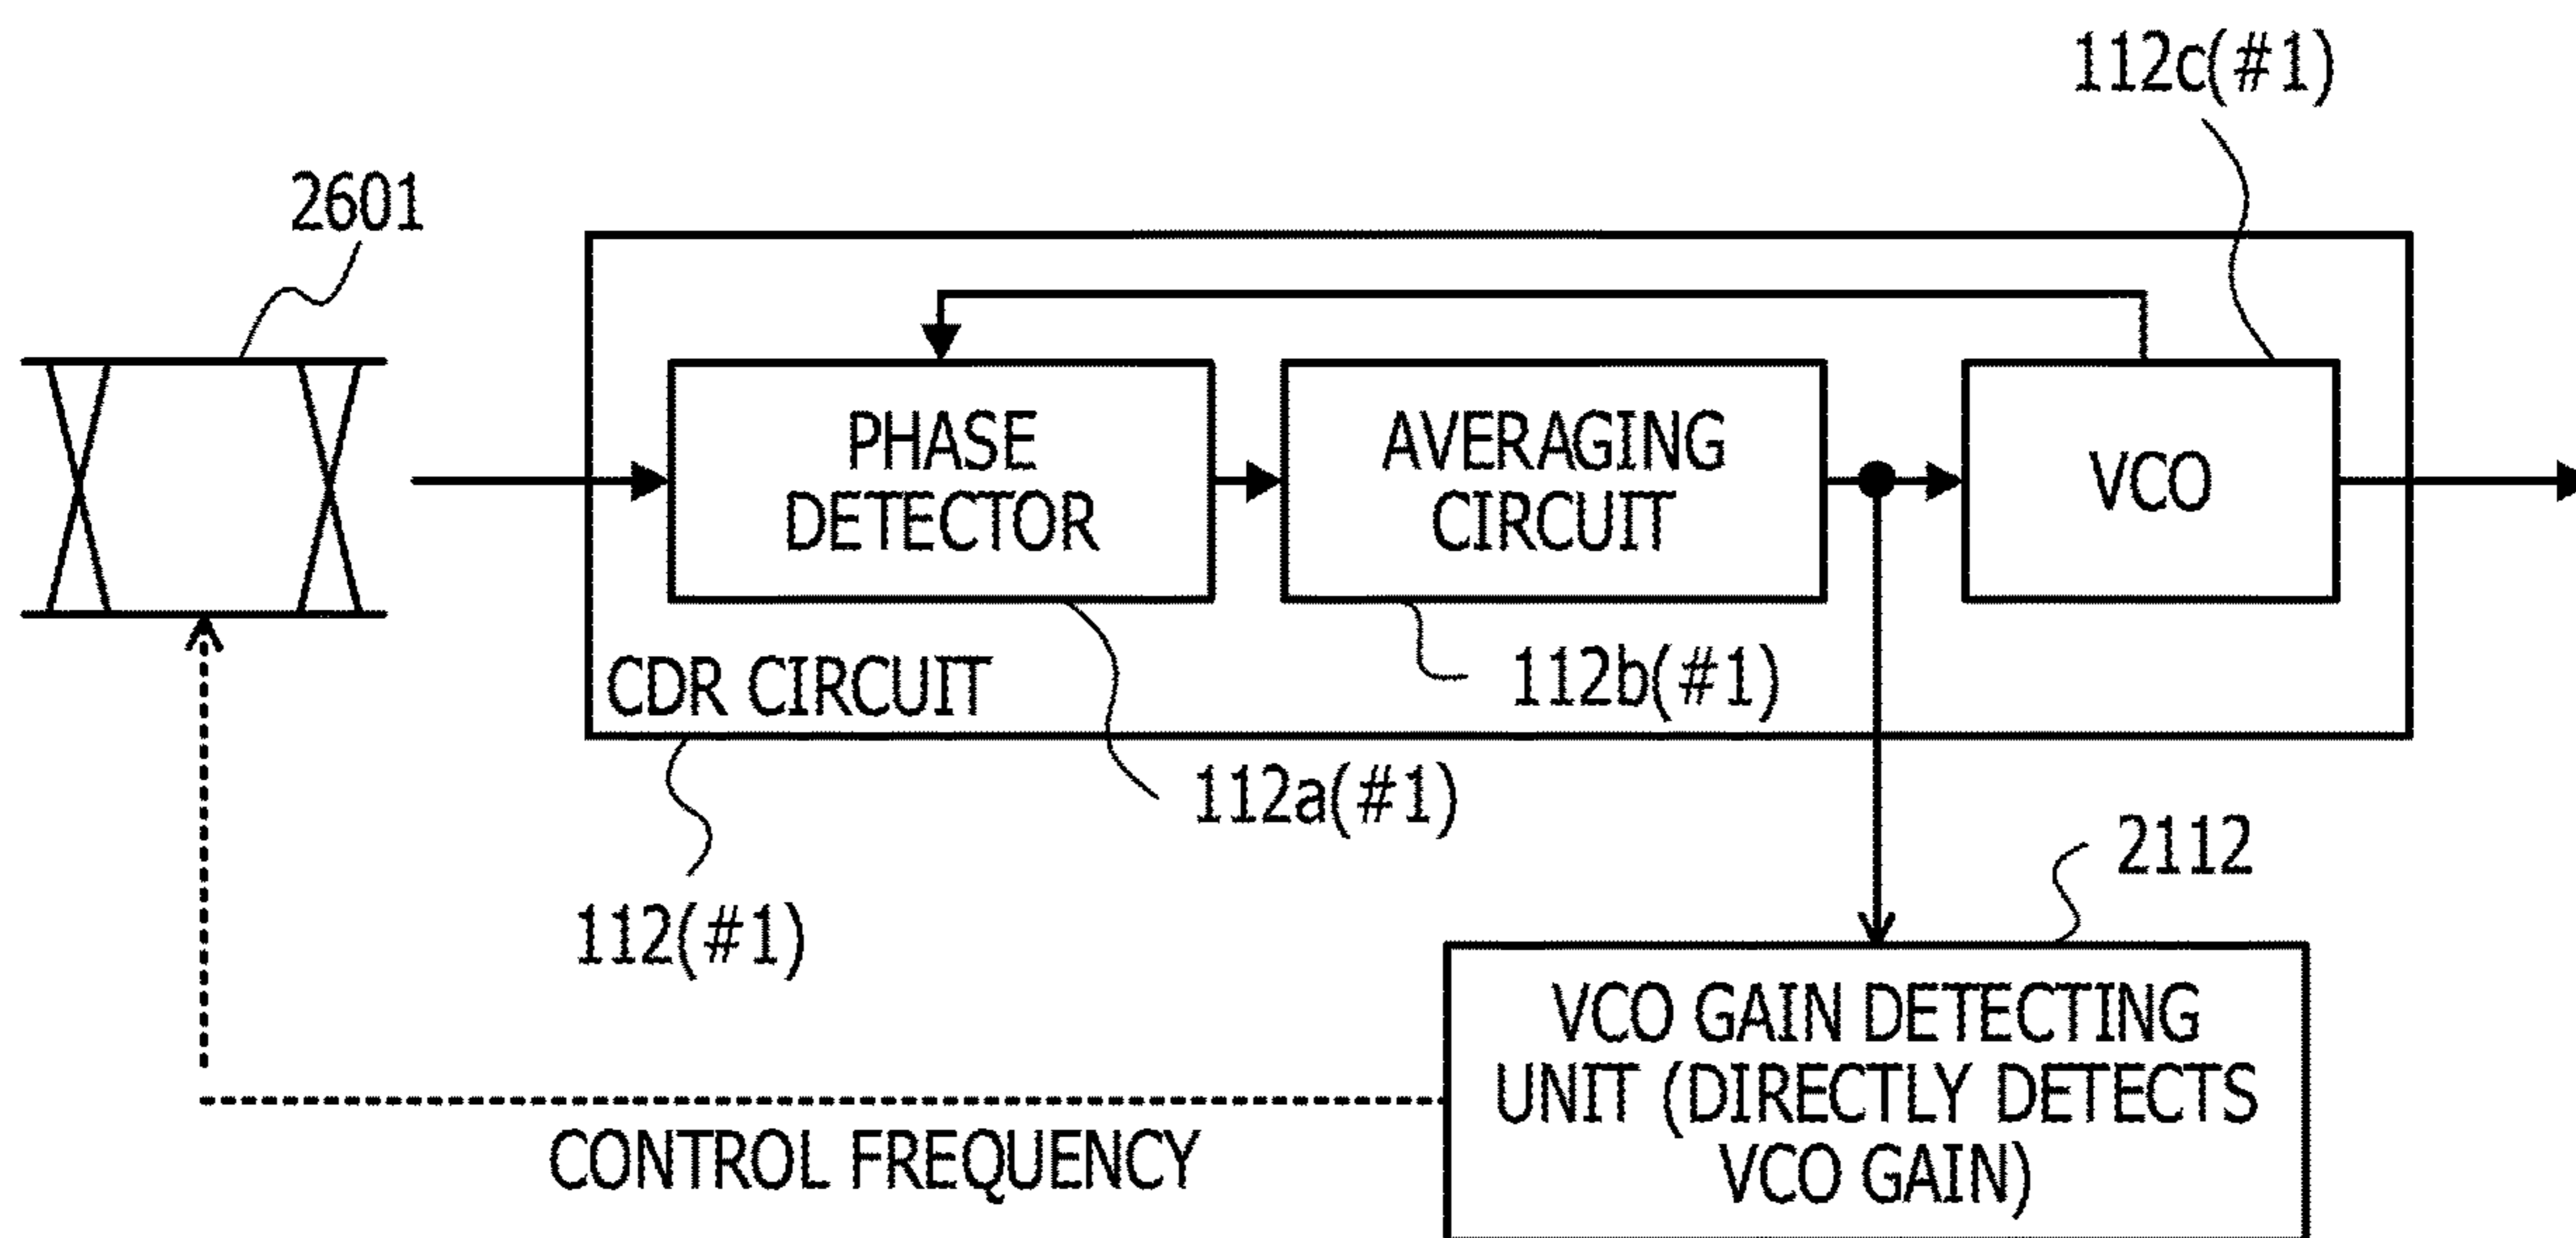 112c(#1)
2601
PHASE
DETECTOR
AVERAGING
CIRCUIT
VCO
CDR CIRCUIT
112b(#1)
112a(#1)
112(#1)
2112
VCO GAIN DETECTING
UNIT (DIRECTLY DETECTS
VCO GAIN)
CONTROL FREQUENCY